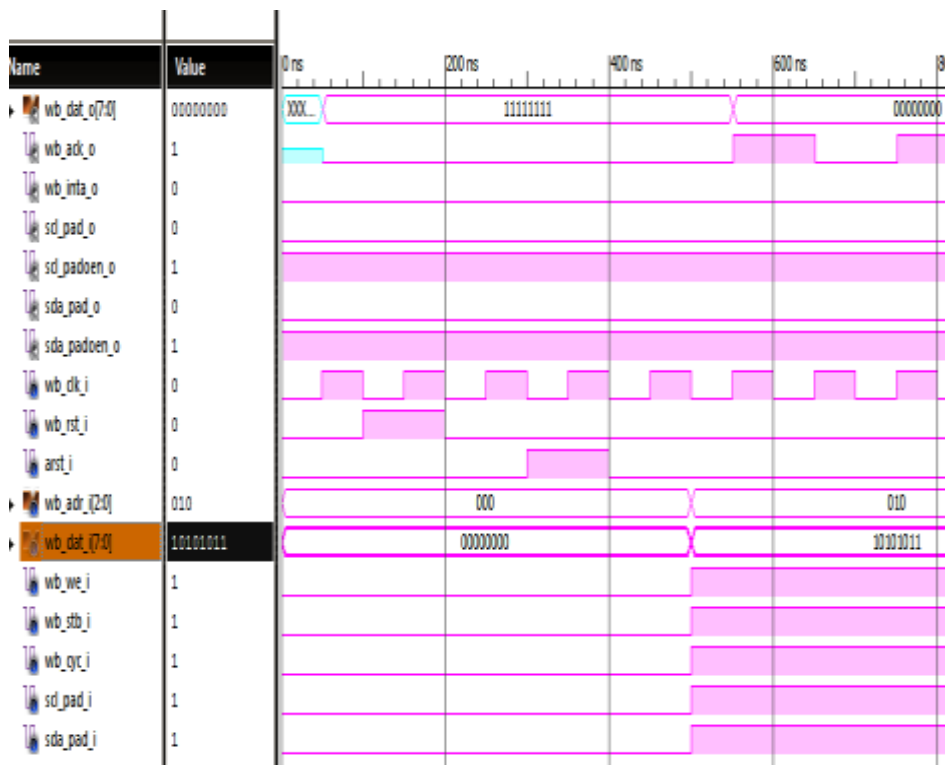 Name Value 0 ns 200 ns 400 ns 600 ns 8
wb_dat_o[7:0] 00000000 XXX... 11111111 00000000
wb_ack_o 1
wb_inta_o 0
scl_pad_o 0
scl_padoen_o 1
sda_pad_o 0
sda_padoen_o 1
wb_clk_i 0
wb_rst_i 0
arst_i 0
wb_adr_i[2:0] 010 000 010
wb_dat_i[7:0] 10101011 00000000 10101011
wb_we_i 1
wb_stb_i 1
wb_cyc_i 1
scl_pad_i 1
sda_pad_i 1